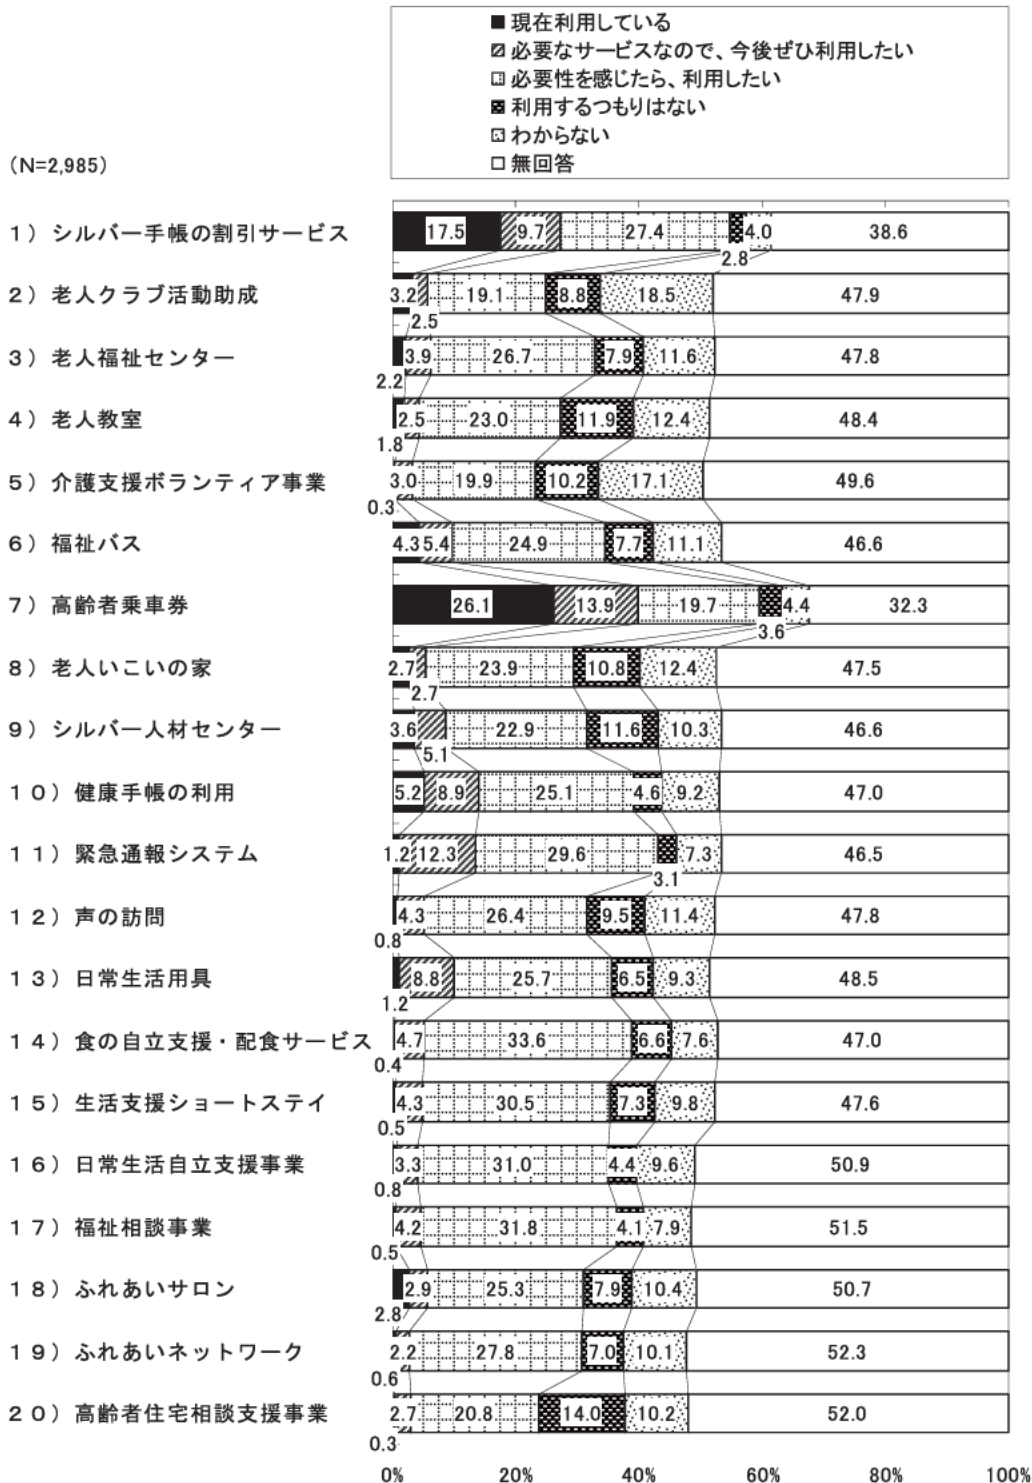 ■現在利用している
必要なサービスなので、今後ぜひ利用したい
必要性を感じたら、利用したい
利用するつもりはない
わからない
□無回答
(N=2,985)
1）シルバー手帳の割引サービス 17.5 9.7 27.4 2.8 4.0 38.6
2）老人クラブ活動助成 3.2 2.5 19.1 8.8 18.5 47.9
3）老人福祉センター 2.2 3.9 26.7 7.9 11.6 47.8
4）老人教室 1.8 2.5 23.0 11.9 12.4 48.4
5）介護支援ボランティア事業 0.3 3.0 19.9 10.2 17.1 49.6
6）福祉バス 4.3 5.4 24.9 7.7 11.1 46.6
7）高齢者乗車券 26.1 13.9 19.7 3.6 4.4 32.3
8）老人いこいの家 2.7 2.7 23.9 10.8 12.4 47.5
9）シルバー人材センター 3.6 5.1 22.9 11.6 10.3 46.6
10）健康手帳の利用 5.2 8.9 25.1 4.6 9.2 47.0
11）緊急通報システム 1.2 12.3 29.6 3.1 7.3 46.5
12）声の訪問 0.8 4.3 26.4 9.5 11.4 47.8
13）日常生活用具 1.2 8.8 25.7 6.5 9.3 48.5
14）食の自立支援・配食サービス 0.4 4.7 33.6 6.6 7.6 47.0
15）生活支援ショートステイ 0.5 4.3 30.5 7.3 9.8 47.6
16）日常生活自立支援事業 0.8 3.3 31.0 4.4 9.6 50.9
17）福祉相談事業 0.5 4.2 31.8 4.1 7.9 51.5
18）ふれあいサロン 2.8 2.9 25.3 7.9 10.4 50.7
19）ふれあいネットワーク 0.6 2.2 27.8 7.0 10.1 52.3
20）高齢者住宅相談支援事業 0.3 2.7 20.8 14.0 10.2 52.0
0% 20% 40% 60% 80% 100%